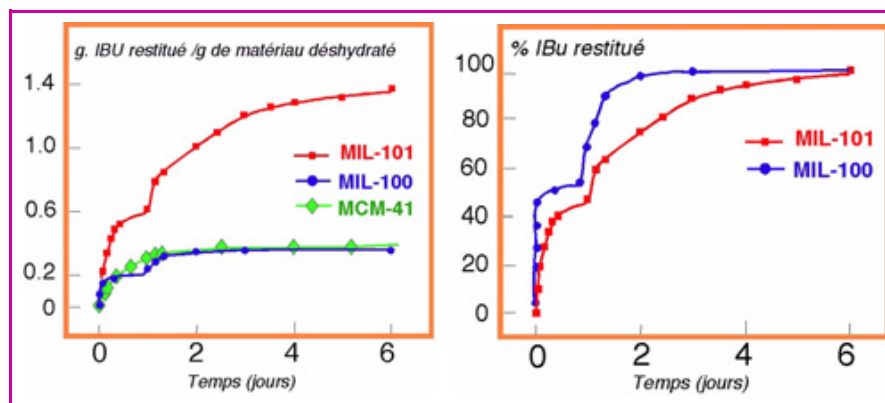 g. IBU restitué /g de matériau déshydraté
1.4
1.0
0.6
0.2
0
MIL-101
MIL-100
MCM-41
0 2 4 6
Temps (jours)
% IBu restitué
100
80
60
40
20
0
MIL-101
MIL-100
0 2 4 6
Temps (jours)